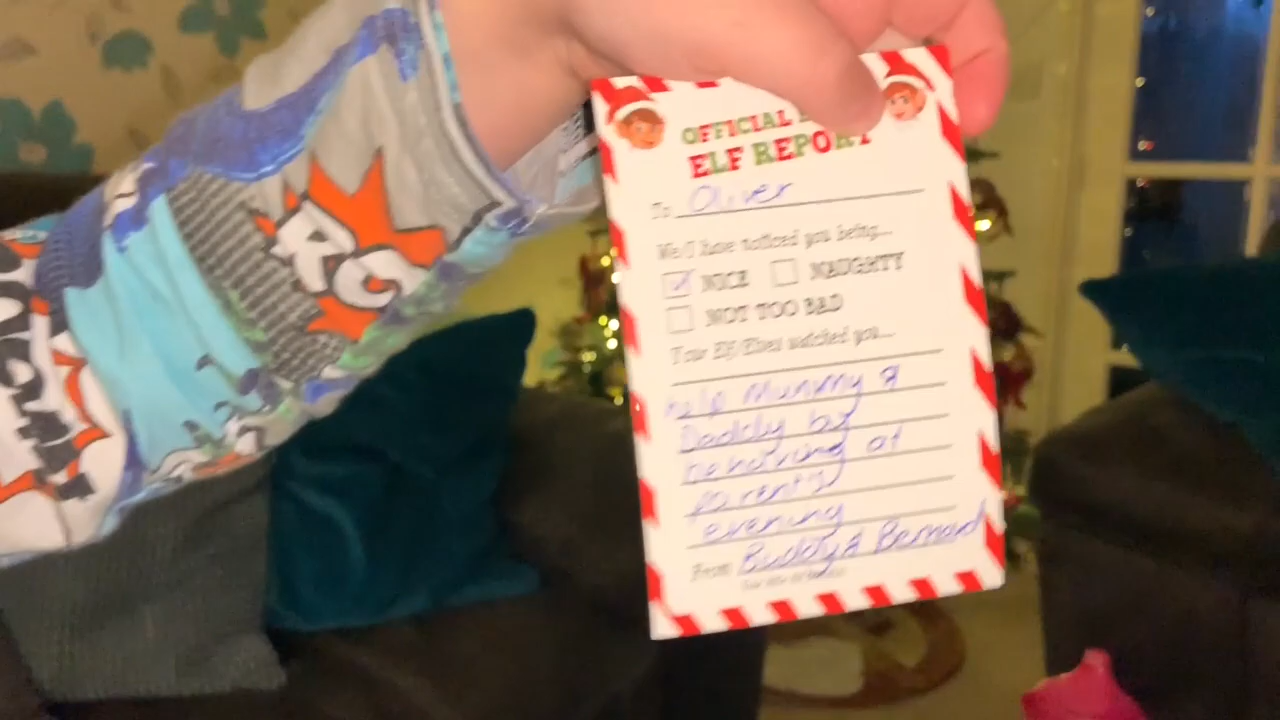 OFFICIAL
ELF REPORT
To Oliver
We/I have noticed you being...
NICE NAUGHTY
NOT TOO BAD
Your Elf/Elves watched you...
help Mummy &
Daddy by
behaving at
parents
evening
From Buddy & Bernard